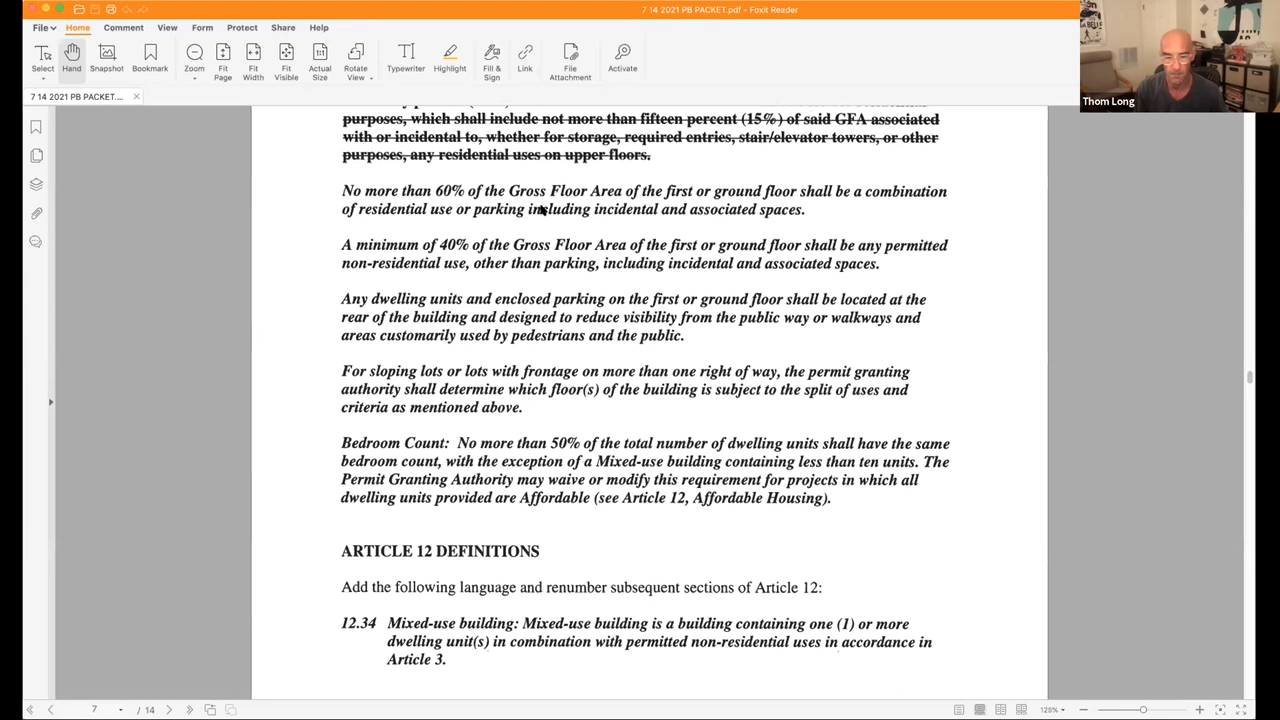 7 14 2021 PB PACKET.pdf - Foxit Reader
File Home Comment View Form Protect Share Help
Select Hand Snapshot Bookmark Zoom Fit Page Fit Width Fit Visible Actual Size Rotate View Typewriter Highlight Fill & Sign Link File Attachment Activate
Thom Long
7 14 2021 PB PACKET....
purposes, which shall include not more than fifteen percent (15%) of said GFA associated
with or incidental to, whether for storage, required entries, stair/elevator towers, or other
purposes, any residential uses on upper floors.
No more than 60% of the Gross Floor Area of the first or ground floor shall be a combination
of residential use or parking including incidental and associated spaces.
A minimum of 40% of the Gross Floor Area of the first or ground floor shall be any permitted
non-residential use, other than parking, including incidental and associated spaces.
Any dwelling units and enclosed parking on the first or ground floor shall be located at the
rear of the building and designed to reduce visibility from the public way or walkways and
areas customarily used by pedestrians and the public.
For sloping lots or lots with frontage on more than one right of way, the permit granting
authority shall determine which floor(s) of the building is subject to the split of uses and
criteria as mentioned above.
Bedroom Count: No more than 50% of the total number of dwelling units shall have the same
bedroom count, with the exception of a Mixed-use building containing less than ten units. The
Permit Granting Authority may waive or modify this requirement for projects in which all
dwelling units provided are Affordable (see Article 12, Affordable Housing).
ARTICLE 12 DEFINITIONS
Add the following language and renumber subsequent sections of Article 12:
12.34 Mixed-use building: Mixed-use building is a building containing one (1) or more
dwelling unit(s) in combination with permitted non-residential uses in accordance in
Article 3.
7 / 14
125%